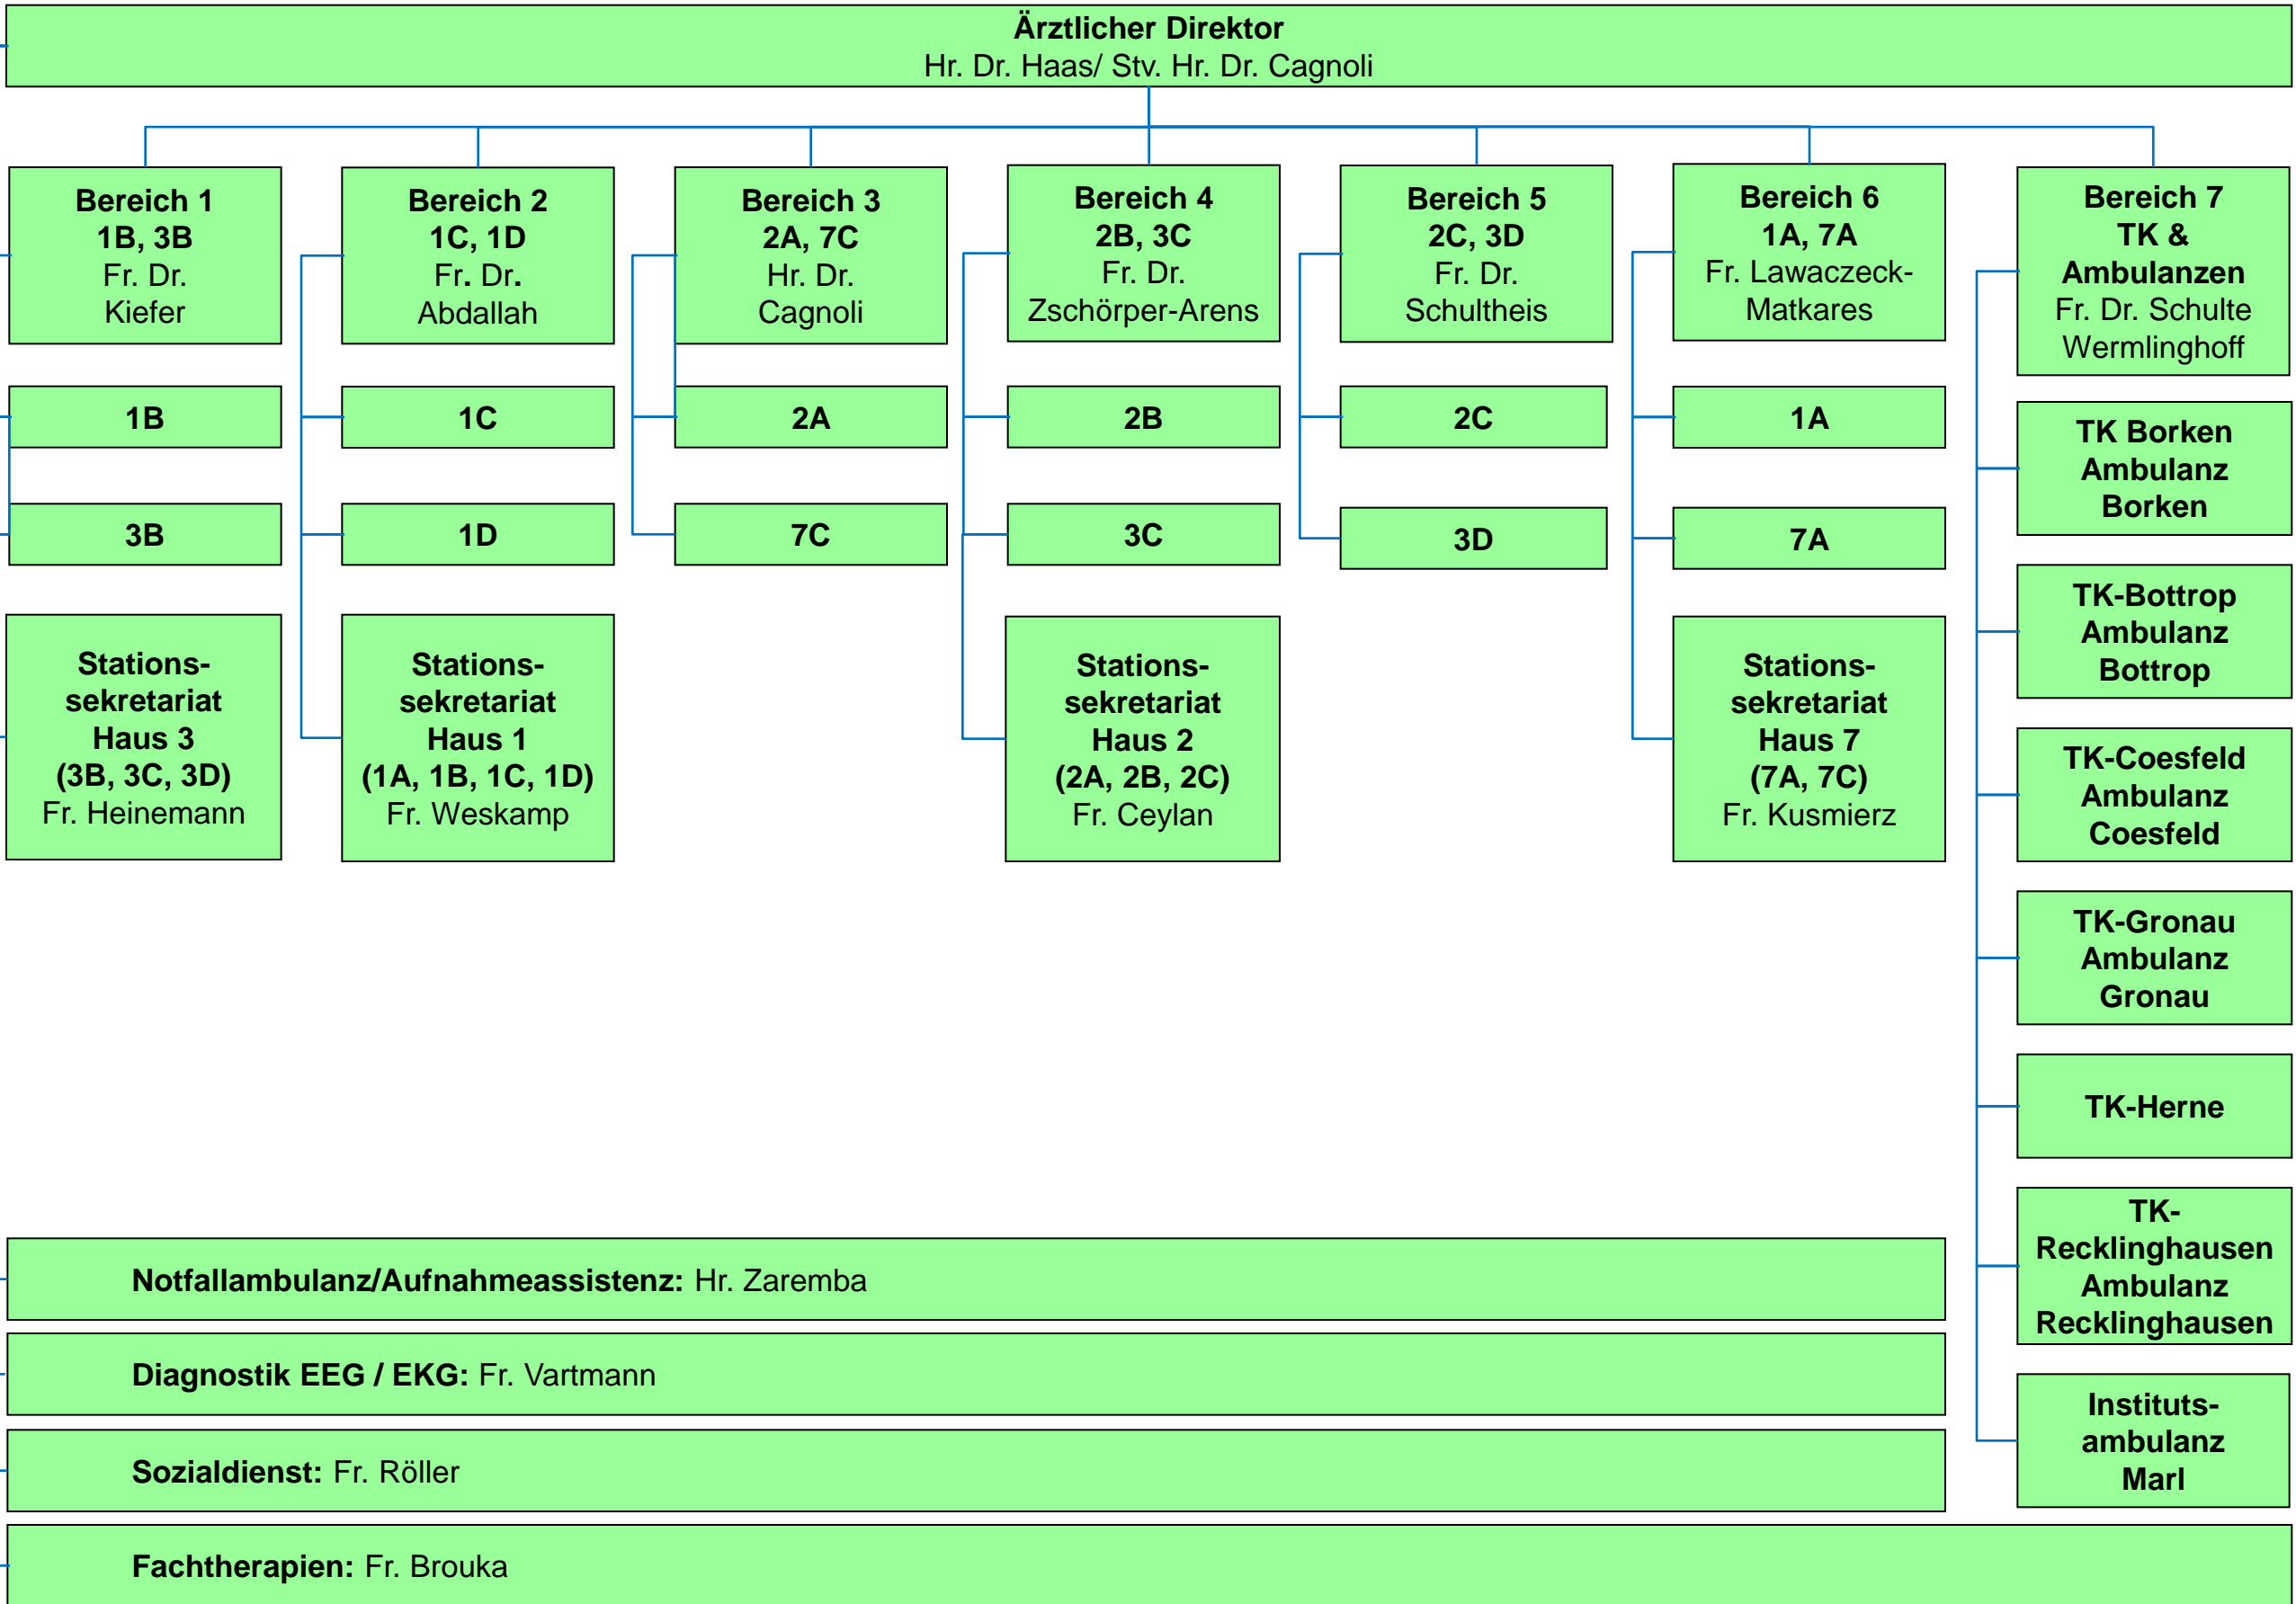 Ärztlicher Direktor
Hr. Dr. Haas/ Stv. Hr. Dr. Cagnoli
Bereich 1
1B, 3B
Fr. Dr.
Kiefer
Bereich 2
1C, 1D
Fr. Dr.
Abdallah
Bereich 3
2A, 7C
Hr. Dr.
Cagnoli
Bereich 4
2B, 3C
Fr. Dr.
Zschörper-Arens
Bereich 5
2C, 3D
Fr. Dr.
Schultheis
Bereich 6
1A, 7A
Fr. Lawaczeck-
Matkares
Bereich 7
TK &
Ambulanzen
Fr. Dr. Schulte
Wermlinghoff
1B
1C
2A
2B
2C
1A
3B
1D
7C
3C
3D
7A
Stations-
sekretariat
Haus 3
(3B, 3C, 3D)
Fr. Heinemann
Stations-
sekretariat
Haus 1
(1A, 1B, 1C, 1D)
Fr. Weskamp
Stations-
sekretariat
Haus 2
(2A, 2B, 2C)
Fr. Ceylan
Stations-
sekretariat
Haus 7
(7A, 7C)
Fr. Kusmierz
TK Borken
Ambulanz
Borken
TK-Bottrop
Ambulanz
Bottrop
TK-Coesfeld
Ambulanz
Coesfeld
TK-Gronau
Ambulanz
Gronau
TK-Herne
TK-
Recklinghausen
Ambulanz
Recklinghausen
Instituts-
ambulanz
Marl
Notfallambulanz/Aufnahmeassistenz: Hr. Zaremba
Diagnostik EEG / EKG: Fr. Vartmann
Sozialdienst: Fr. Röller
Fachtherapien: Fr. Brouka